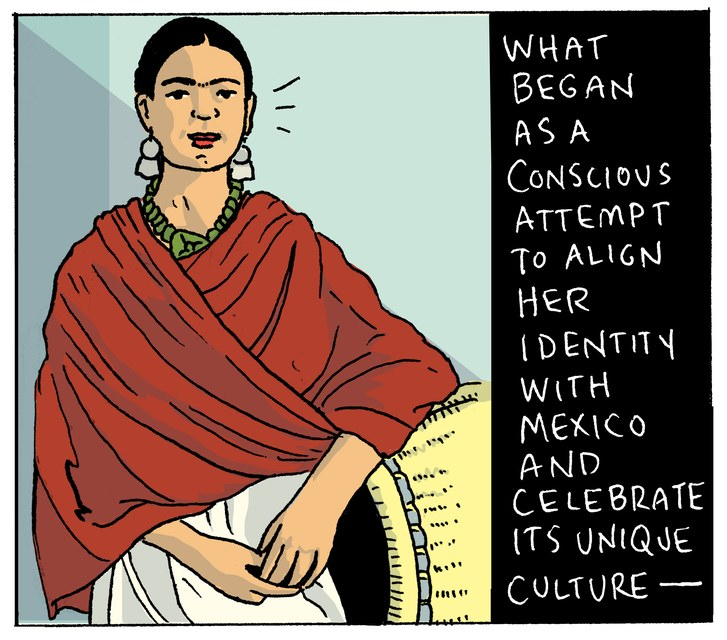 WHAT
BEGAN
AS A
CONSCIOUS
ATTEMPT
TO ALIGN
HER
IDENTITY
WITH
MEXICO
AND
CELEBRATE
ITS UNIQUE
CULTURE —